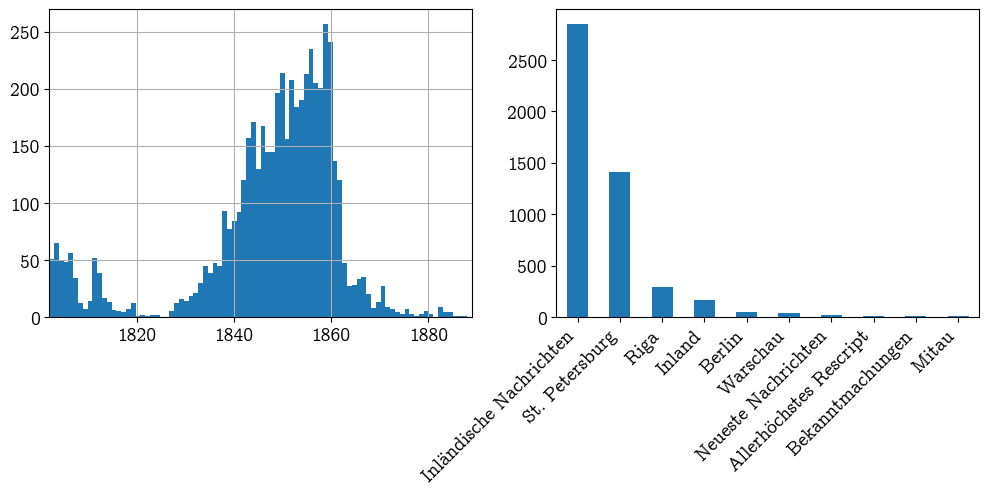 250
200
150
100
50
0
1820 1840 1860 1880
2500
2000
1500
1000
500
0
Inländische Nachrichten
St. Petersburg
Riga
Inland
Berlin
Warschau
Neueste Nachrichten
Allerhöchstes Rescript
Bekanntmachungen
Mitau